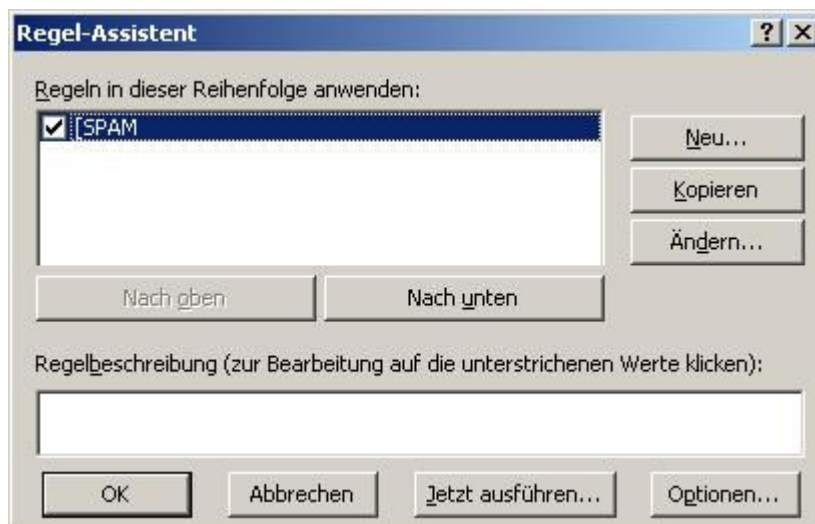 Regel-Assistent
Regeln in dieser Reihenfolge anwenden:
[SPAM
Neu...
Kopieren
Ändern...
Nach oben Nach unten
Regelbeschreibung (zur Bearbeitung auf die unterstrichenen Werte klicken):
OK Abbrechen Jetzt ausführen... Optionen...